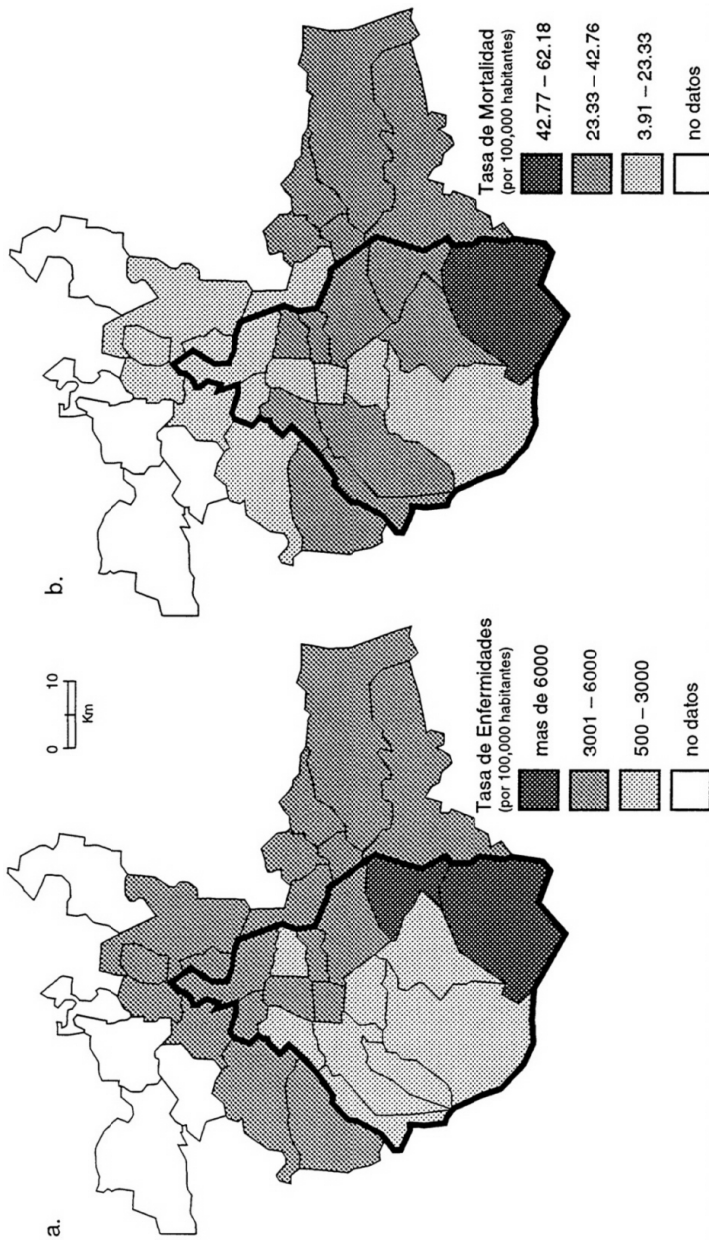 a.
0 10
Km
Tasa de Enfermidades
(por 100,000 habitantes)
mas de 6000
3001 – 6000
500 – 3000
no datos
b.
Tasa de Mortalidad
(por 100,000 habitantes)
42.77 – 62.18
23.33 – 42.76
3.91 – 23.33
no datos